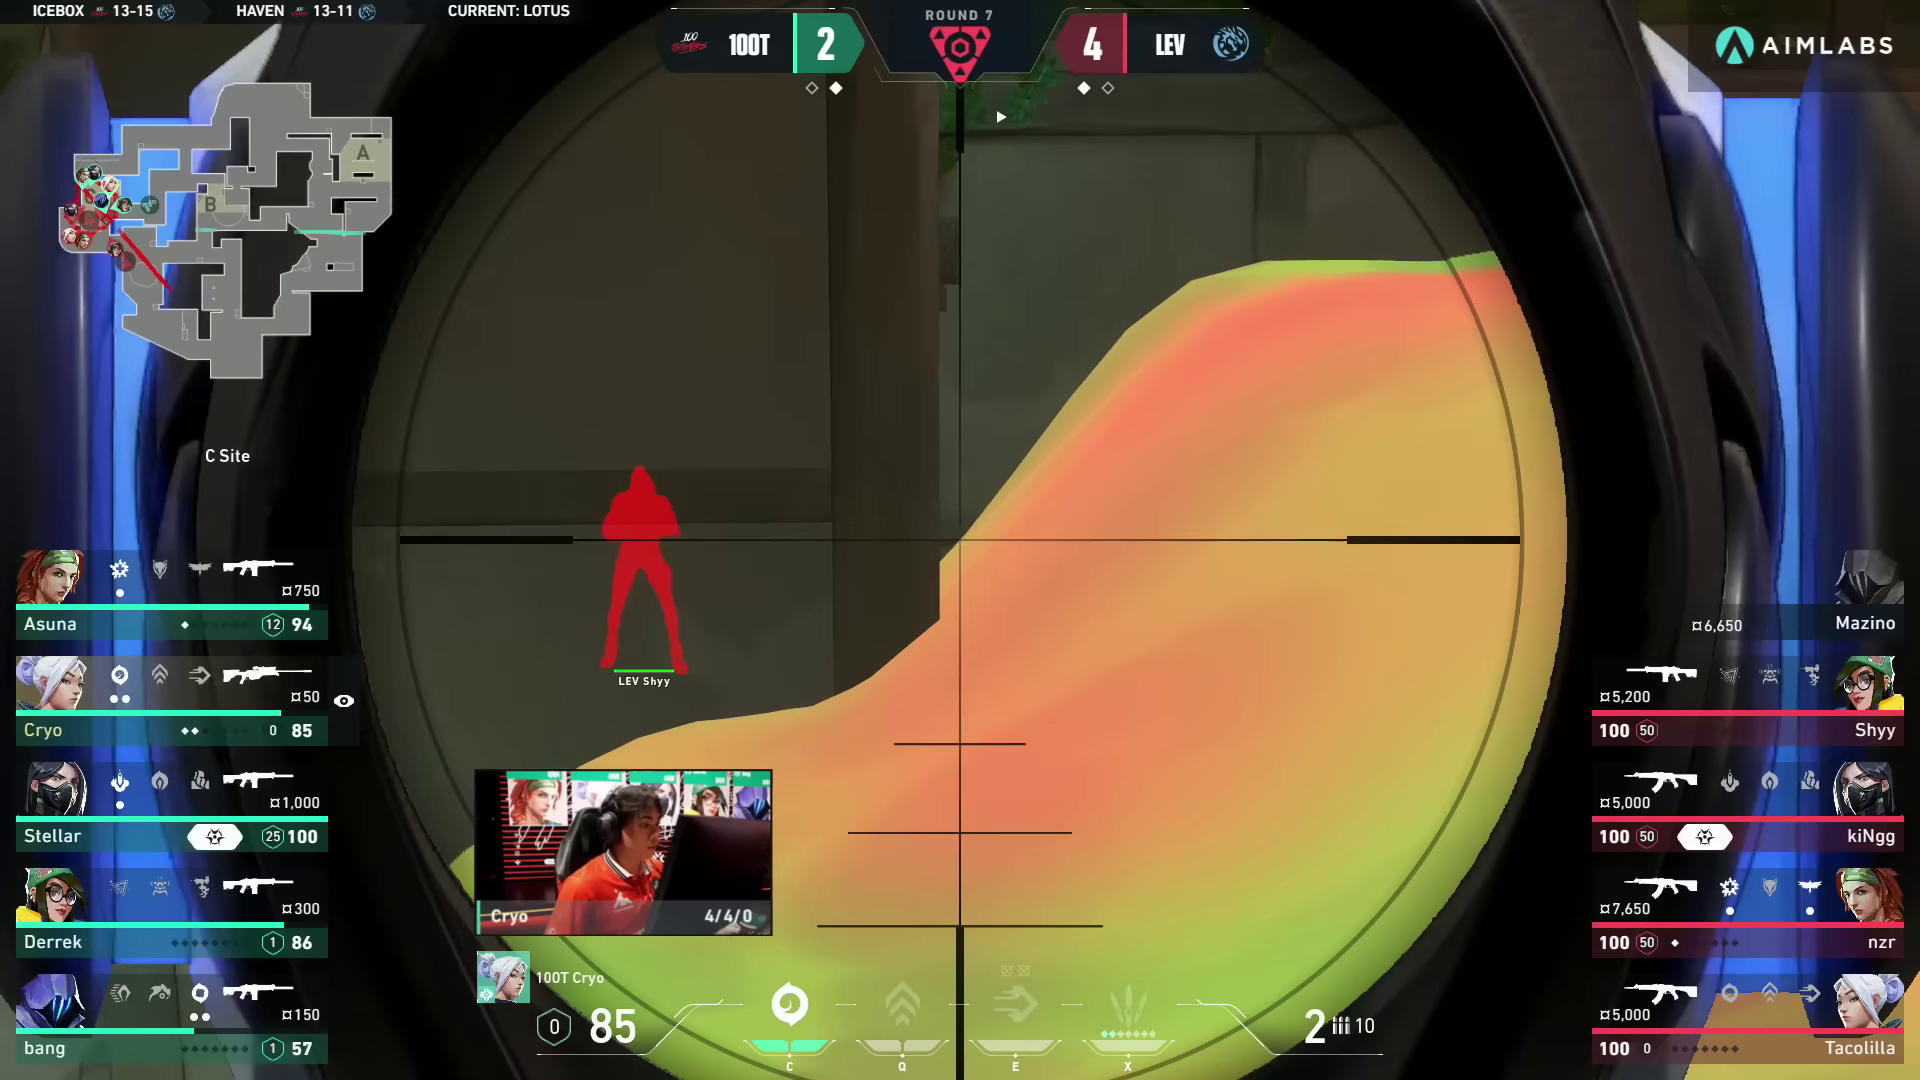 ICEBOX 13-15 HAVEN 13-11 CURRENT: LOTUS
100 THIEVES 100T 2 ROUND 7 4 LEV
AIMLABS
A
B
C Site
750
Asuna 12 94
50
Cryo 0 85
1,000
Stellar 25 100
300
Derrek 1 86
150
bang 1 57
LEV Shyy
Cryo 4/4/0
100T Cryo
0 85
C Q E X
2 10
6,650 Mazino
5,200
100 50 Shyy
5,000
100 50 kiNgg
7,650
100 50 nzr
5,000
100 0 Tacolilla